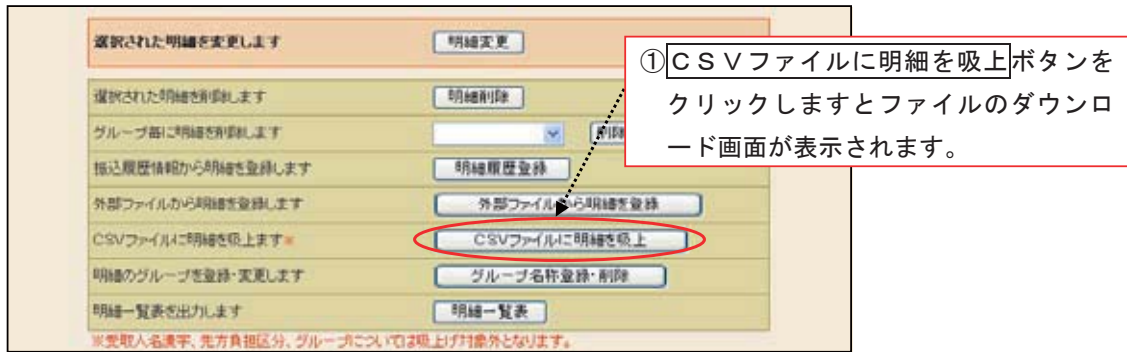 選択された明細を変更します 明細変更
①CSVファイルに明細を吸上ボタンを
クリックしますとファイルのダウンロ
ード画面が表示されます。
選択された明細を削除します 明細削除
グループ毎に明細を削除します 削除
振込履歴情報から明細を登録します 明細履歴登録
外部ファイルから明細を登録します 外部ファイルから明細を登録
CSVファイルに明細を吸上ます※ CSVファイルに明細を吸上
明細のグループを登録・変更します グループ名称登録・削除
明細一覧表を出力します 明細一覧表
※受取人名漢字、先方負担区分、グループについては吸上げ対象外となります。